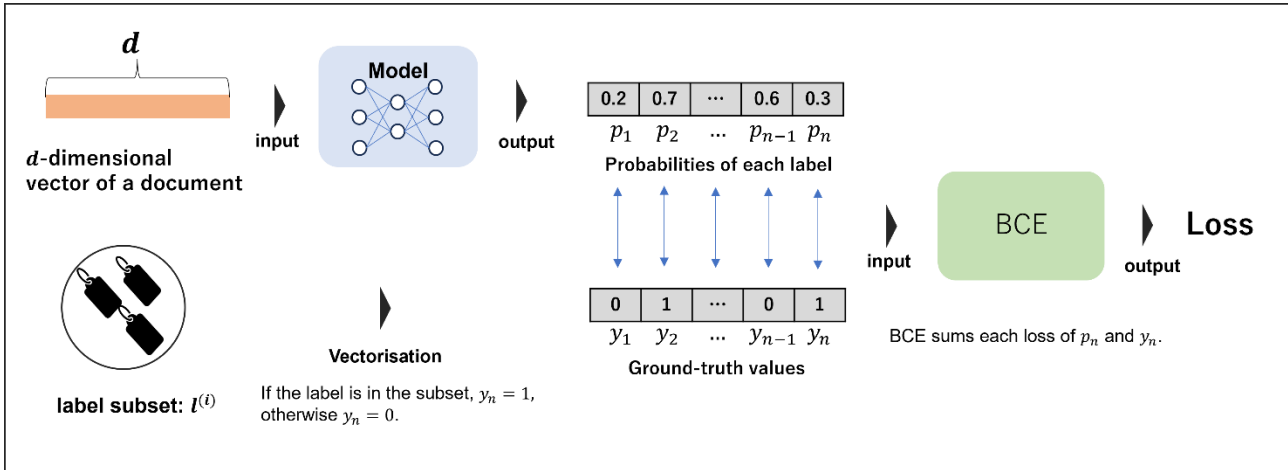 d
d-dimensional
vector of a document
input
Model
output
0.2 0.7 ... 0.6 0.3
p₁ p₂ ... pₙ₋₁ pₙ
Probabilities of each label
label subset: l⁽ⁱ⁾
Vectorisation
If the label is in the subset, yₙ = 1,
otherwise yₙ = 0.
0 1 ... 0 1
y₁ y₂ ... yₙ₋₁ yₙ
Ground-truth values
input
BCE
output
Loss
BCE sums each loss of pₙ and yₙ.